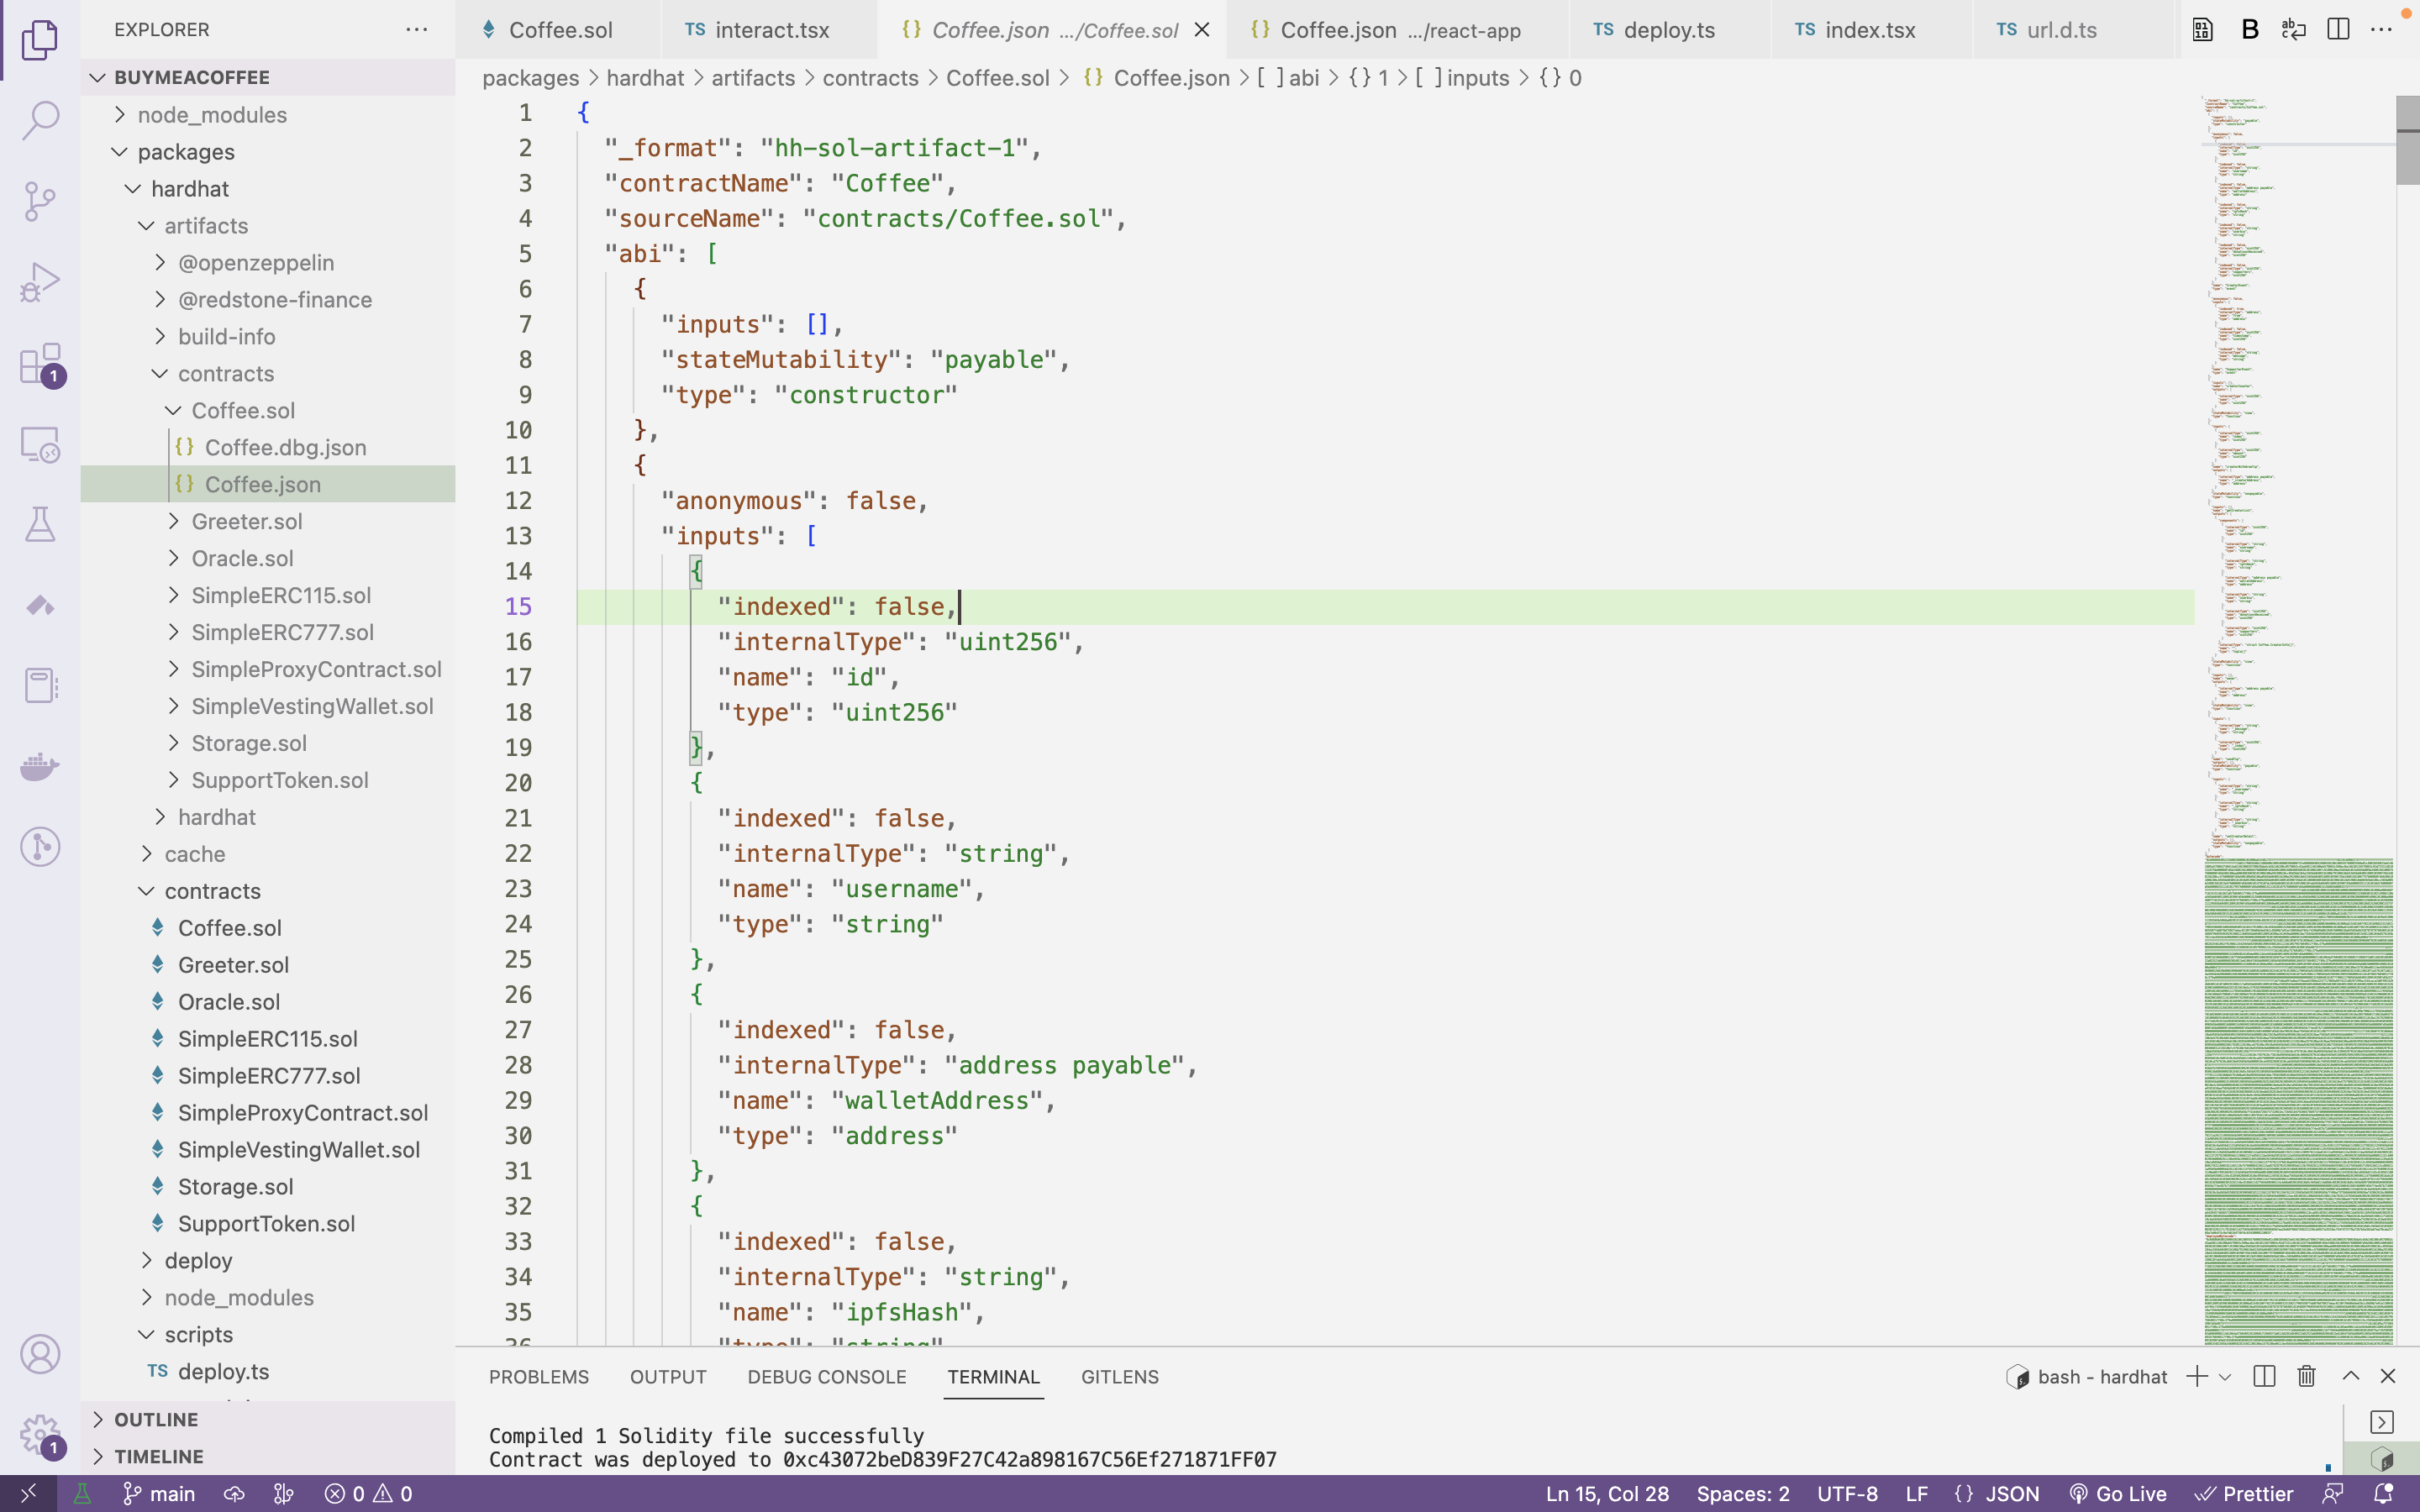 EXPLORER
BUYMEACOFFEE
node_modules
packages
hardhat
artifacts
@openzeppelin
@redstone-finance
build-info
contracts
Coffee.sol
{} Coffee.dbg.json
{} Coffee.json
Greeter.sol
Oracle.sol
SimpleERC115.sol
SimpleERC777.sol
SimpleProxyContract.sol
SimpleVestingWallet.sol
Storage.sol
SupportToken.sol
hardhat
cache
contracts
Coffee.sol
Greeter.sol
Oracle.sol
SimpleERC115.sol
SimpleERC777.sol
SimpleProxyContract.sol
SimpleVestingWallet.sol
Storage.sol
SupportToken.sol
deploy
node_modules
scripts
TS deploy.ts
OUTLINE
TIMELINE
1
1
Coffee.sol TS interact.tsx {} Coffee.json .../Coffee.sol {} Coffee.json .../react-app TS deploy.ts TS index.tsx TS url.d.ts
packages > hardhat > artifacts > contracts > Coffee.sol > {} Coffee.json > [ ] abi > {} 1 > [ ] inputs > {} 0
1 {
2 "_format": "hh-sol-artifact-1",
3 "contractName": "Coffee",
4 "sourceName": "contracts/Coffee.sol",
5 "abi": [
6 {
7 "inputs": [],
8 "stateMutability": "payable",
9 "type": "constructor"
10 },
11 {
12 "anonymous": false,
13 "inputs": [
14 {
15 "indexed": false,
16 "internalType": "uint256",
17 "name": "id",
18 "type": "uint256"
19 },
20 {
21 "indexed": false,
22 "internalType": "string",
23 "name": "username",
24 "type": "string"
25 },
26 {
27 "indexed": false,
28 "internalType": "address payable",
29 "name": "walletAddress",
30 "type": "address"
31 },
32 {
33 "indexed": false,
34 "internalType": "string",
35 "name": "ipfsHash",
36 "type": "string"
PROBLEMS OUTPUT DEBUG CONSOLE TERMINAL GITLENS bash - hardhat
Compiled 1 Solidity file successfully
Contract was deployed to 0xc43072beD839F27C42a898167C56Ef271871FF07
main 0 0 Ln 15, Col 28 Spaces: 2 UTF-8 LF {} JSON Go Live Prettier